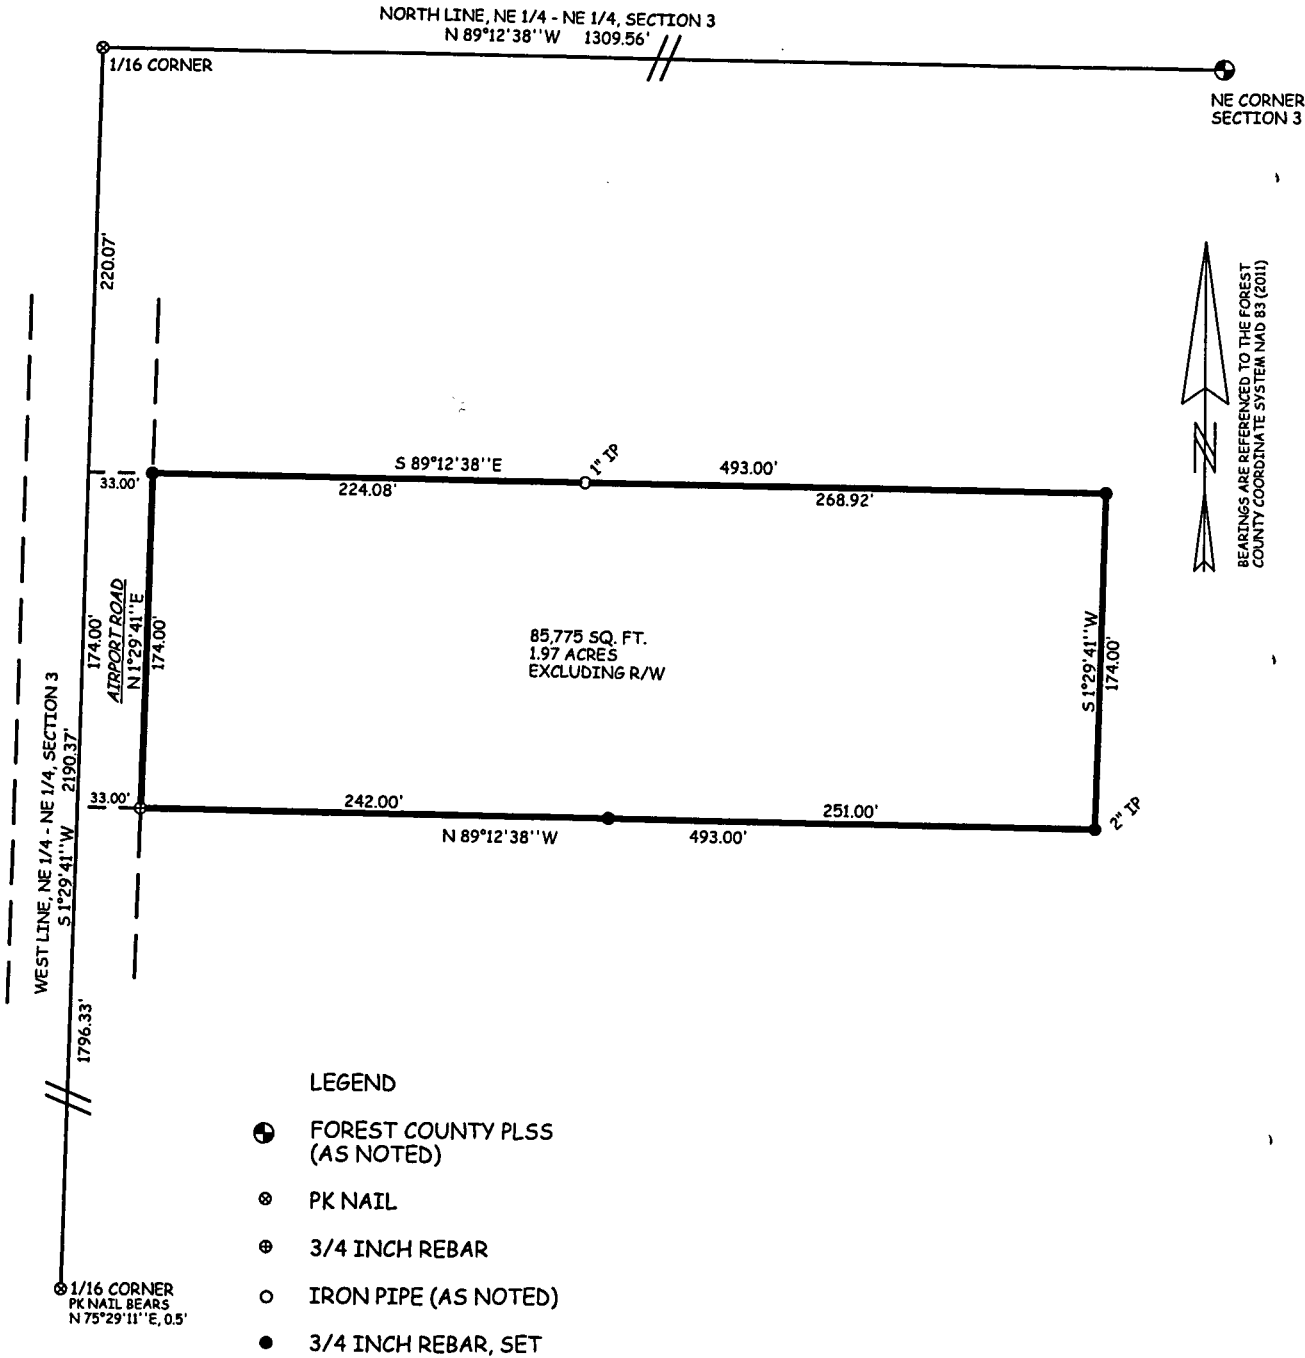 NORTH LINE, NE 1/4 - NE 1/4, SECTION 3
N 89°12'38''W 1309.56'
1/16 CORNER
NE CORNER
SECTION 3
220.07'
BEARINGS ARE REFERENCED TO THE FOREST
COUNTY COORDINATE SYSTEM NAD 83 (2011)
N
S 89°12'38''E
1" IP
493.00'
33.00'
224.08'
268.92'
174.00'
AIRPORT ROAD
N 1°29'41''E
174.00'
85,775 SQ. FT.
1.97 ACRES
EXCLUDING R/W
S 1°29'41''W
174.00'
WEST LINE, NE 1/4 - NE 1/4, SECTION 3
S 1°29'41''W 2190.37'
33.00'
242.00'
251.00'
2" IP
N 89°12'38''W
493.00'
1796.33'
LEGEND
FOREST COUNTY PLSS
(AS NOTED)
PK NAIL
3/4 INCH REBAR
1/16 CORNER
PK NAIL BEARS
N 75°29'11''E, 0.5'
IRON PIPE (AS NOTED)
3/4 INCH REBAR, SET